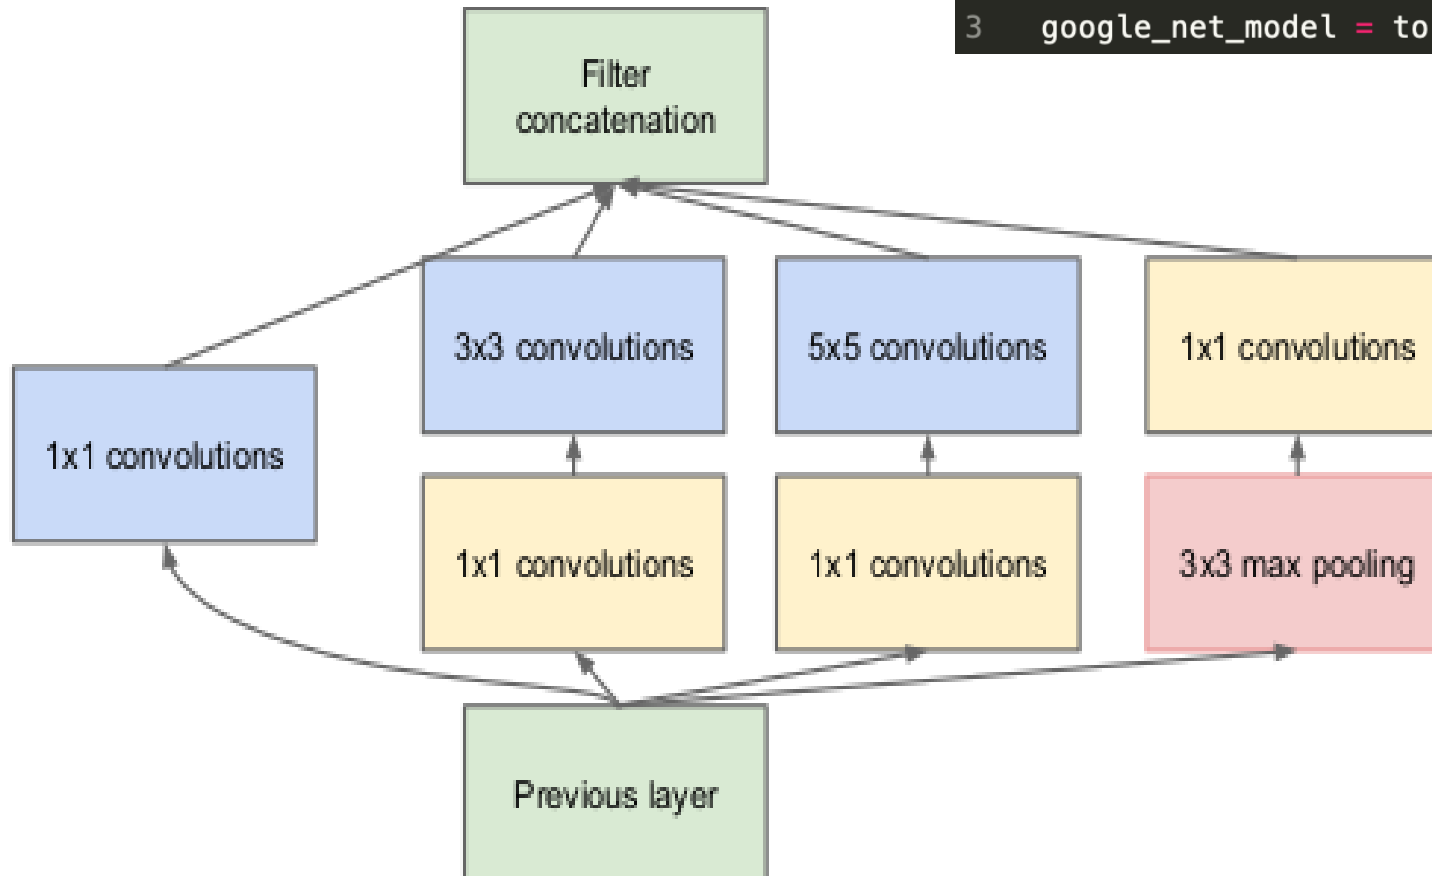 3 google_net_model = to
Filter
concatenation
3x3 convolutions
5x5 convolutions
1x1 convolutions
1x1 convolutions
1x1 convolutions
1x1 convolutions
3x3 max pooling
Previous layer